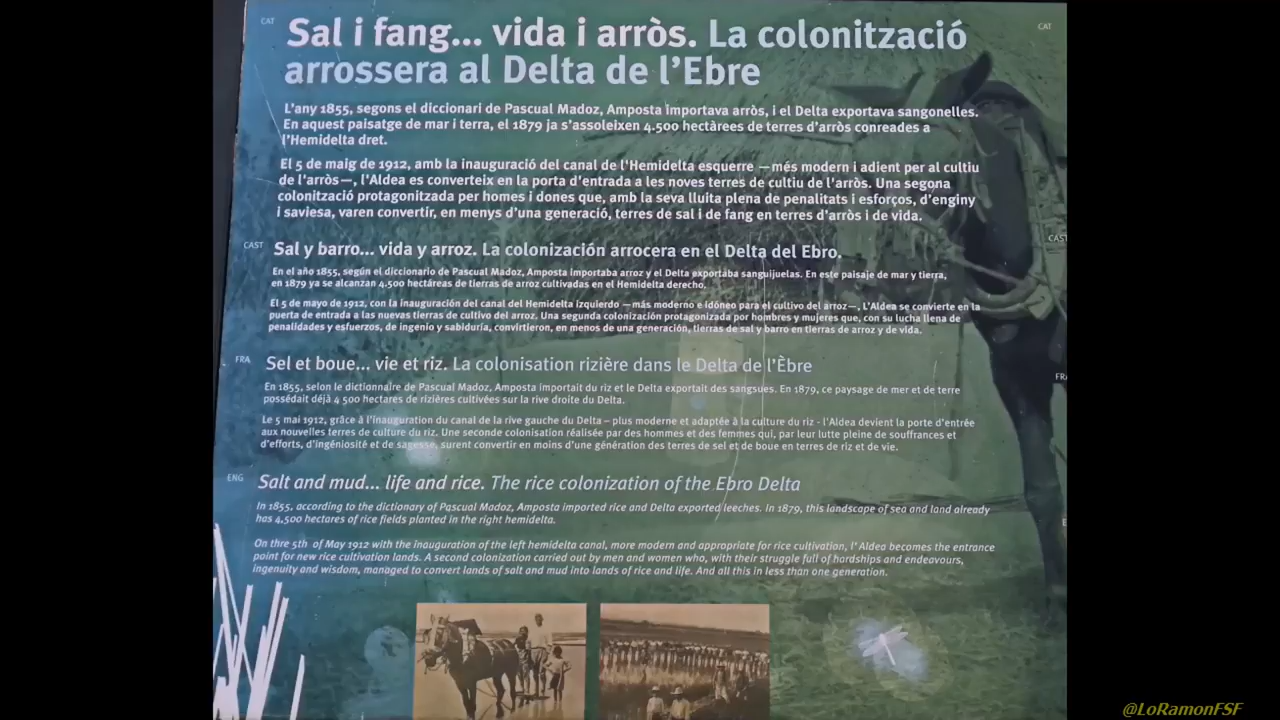 CAT
CAT
Sal i fang... vida i arròs. La colonització
arrossera al Delta de l'Ebre
L'any 1855, segons el diccionari de Pascual Madoz, Amposta importava arròs, i el Delta exportava sangonelles.
En aquest paisatge de mar i terra, el 1879 ja s'assoleixen 4.500 hectàrees de terres d'arròs conreades a
l'Hemidelta dret.
El 5 de maig de 1912, amb la inauguració del canal de l'Hemidelta esquerre —més modern i adient per al cultiu
de l'arròs—, l'Aldea es converteix en la porta d'entrada a les noves terres de cultiu de l'arròs. Una segona
colonització protagonitzada per homes i dones que, amb la seva lluita plena de penalitats i esforços, d'enginy
i saviesa, varen convertir, en menys d'una generació, terres de sal i de fang en terres d'arròs i de vida.
CAST
CAST
Sal y barro... vida y arroz. La colonización arrocera en el Delta del Ebro.
En el año 1855, según el diccionario de Pascual Madoz, Amposta importaba arroz y el Delta exportaba sanguijuelas. En este paisaje de mar y tierra,
en 1879 ya se alcanzan 4.500 hectáreas de tierras de arroz cultivadas en el Hemidelta derecho.
El 5 de mayo de 1912, con la inauguración del canal del Hemidelta izquierdo —más moderno e idóneo para el cultivo del arroz—, L'Aldea se convierte en la
puerta de entrada a las nuevas tierras de cultivo del arroz. Una segunda colonización protagonizada por hombres y mujeres que, con su lucha llena de
penalidades y esfuerzos, de ingenio y sabiduría, convirtieron, en menos de una generación, tierras de sal y barro en tierras de arroz y de vida.
FRA
FRA
Sel et boue... vie et riz. La colonisation rizière dans le Delta de l'Èbre
En 1855, selon le dictionnaire de Pascual Madoz, Amposta importait du riz et le Delta exportait des sangsues. En 1879, ce paysage de mer et de terre
possédait déjà 4 500 hectares de rizières cultivées sur la rive droite du Delta.
Le 5 mai 1912, grâce à l'inauguration du canal de la rive gauche du Delta – plus moderne et adaptée à la culture du riz - l'Aldea devient la porte d'entrée
aux nouvelles terres de culture du riz. Une seconde colonisation réalisée par des hommes et des femmes qui, par leur lutte pleine de souffrances et
d'efforts, d'ingéniosité et de sagesse, surent convertir en moins d'une génération des terres de sel et de boue en terres de riz et de vie.
ENG
E
Salt and mud... life and rice. The rice colonization of the Ebro Delta
In 1855, according to the dictionary of Pascual Madoz, Amposta imported rice and Delta exported leeches. In 1879, this landscape of sea and land already
has 4,500 hectares of rice fields planted in the right hemidelta.
On thre 5th of May 1912 with the inauguration of the left hemidelta canal, more modern and appropriate for rice cultivation, l'Aldea becomes the entrance
point for new rice cultivation lands. A second colonization carried out by men and women who, with their struggle full of hardships and endeavours,
ingenuity and wisdom, managed to convert lands of salt and mud into lands of rice and life. And all this in less than one generation.
@LoRamonFSF